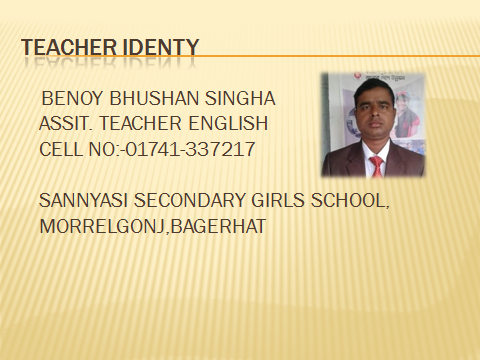 TEACHER IDENTY
BENOY BHUSHAN SINGHA
ASSIT. TEACHER ENGLISH
CELL NO:-01741-337217
SANNYASI SECONDARY GIRLS SCHOOL,
MORRELGONJ,BAGERHAT